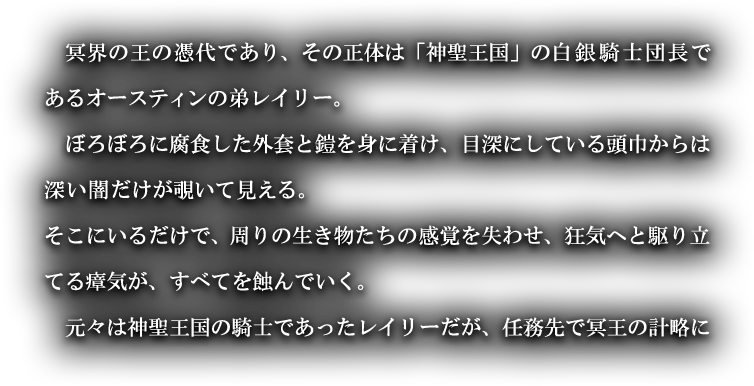 冥界の王の憑代であり、その正体は「神聖王国」の白銀騎士団長で
あるオースティンの弟レイリー。
ぼろぼろに腐食した外套と鎧を身に着け、目深にしている頭巾からは
深い闇だけが覗いて見える。
そこにいるだけで、周りの生き物たちの感覚を失わせ、狂気へと駆り立
てる瘴気が、すべてを蝕んでいく。
元々は神聖王国の騎士であったレイリーだが、任務先で冥王の計略に